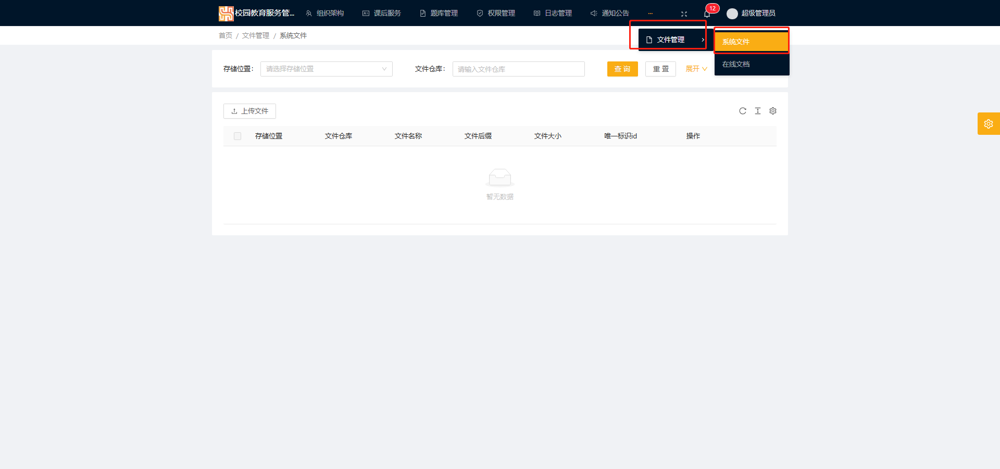 校园教育服务管... 组织架构 课后服务 题库管理 权限管理 日志管理 通知公告 ... 12 超级管理员
首页 / 文件管理 / 系统文件
文件管理
系统文件
在线文档
存储位置： 请选择存储位置 文件仓库： 请输入文件仓库 查 询 重 置 展开
上传文件
存储位置 文件仓库 文件名称 文件后缀 文件大小 唯一标识id 操作
暂无数据